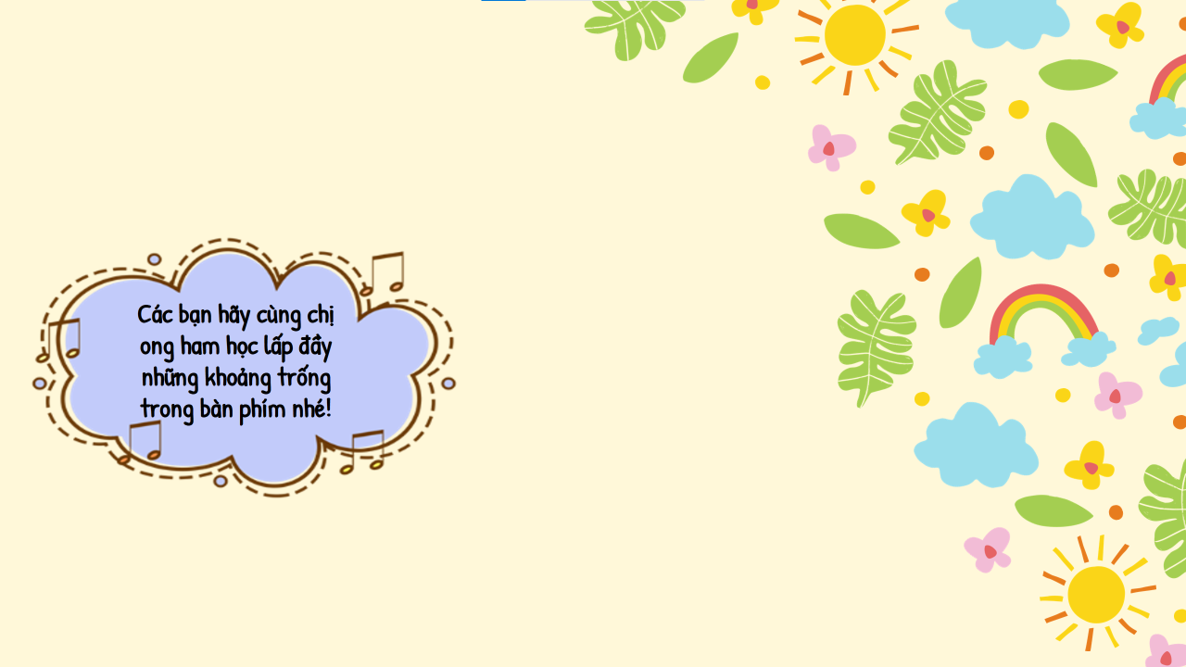 Các bạn hãy cùng chị
ong ham học lấp đầy
những khoảng trống
trong bàn phím nhé!